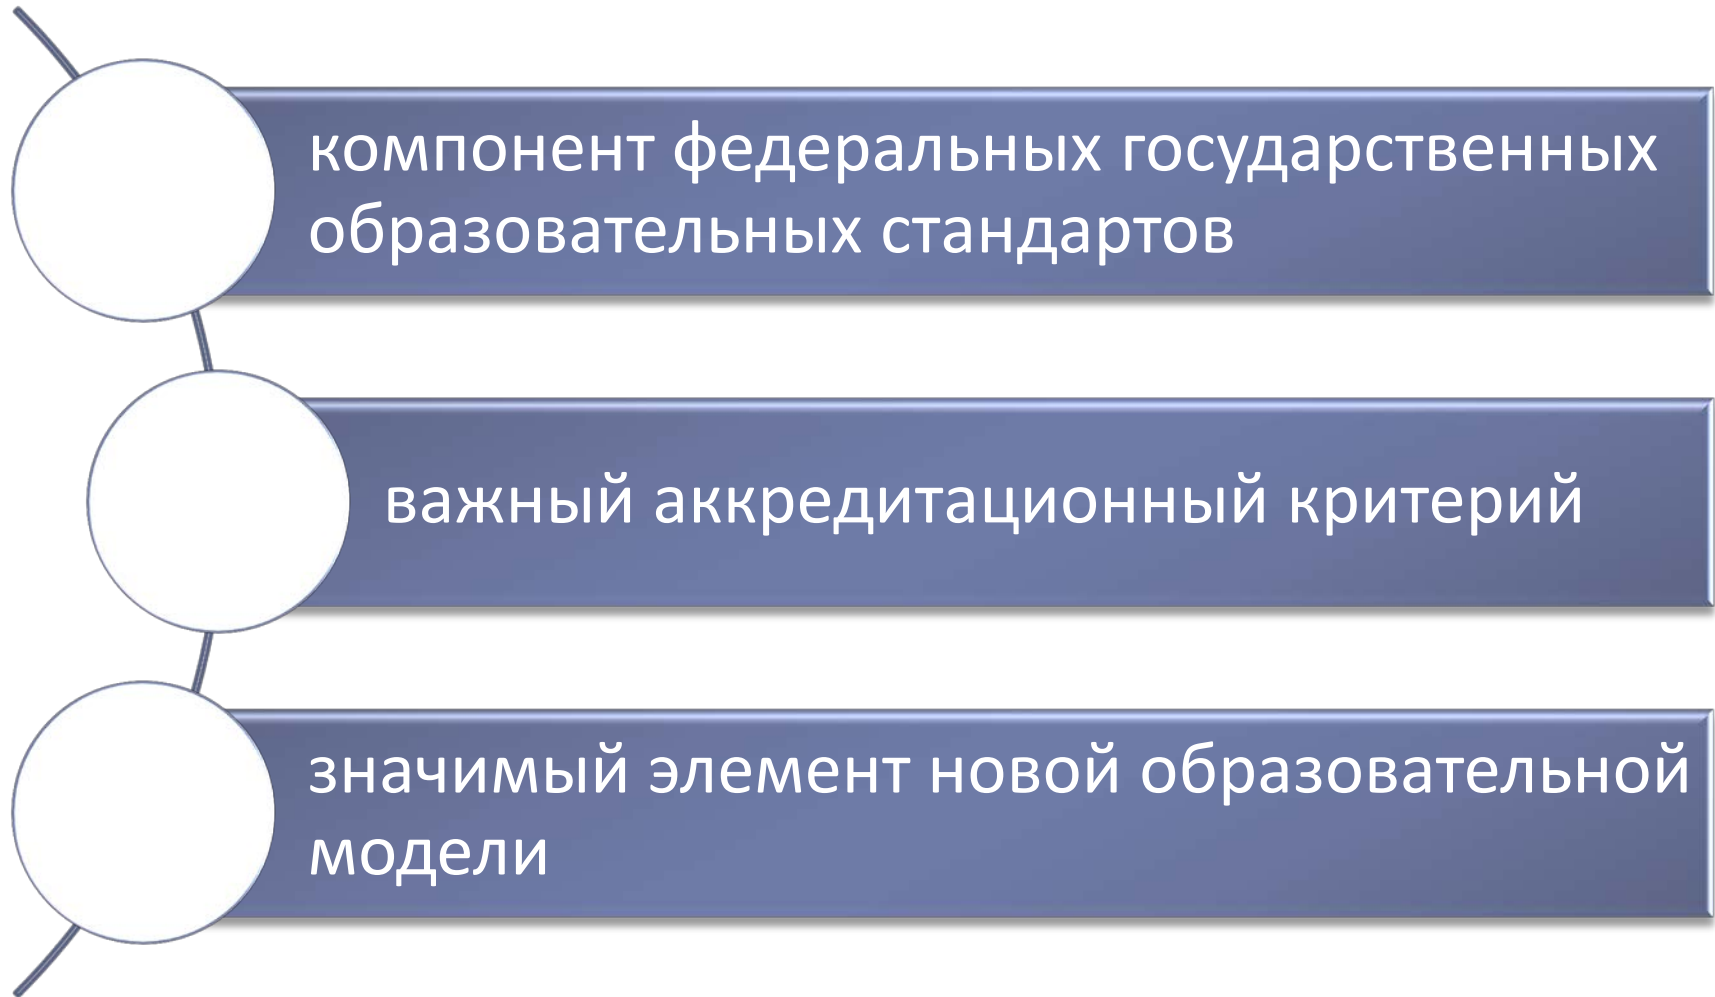 компонент федеральных государственных
образовательных стандартов
важный аккредитационный критерий
значимый элемент новой образовательной
модели